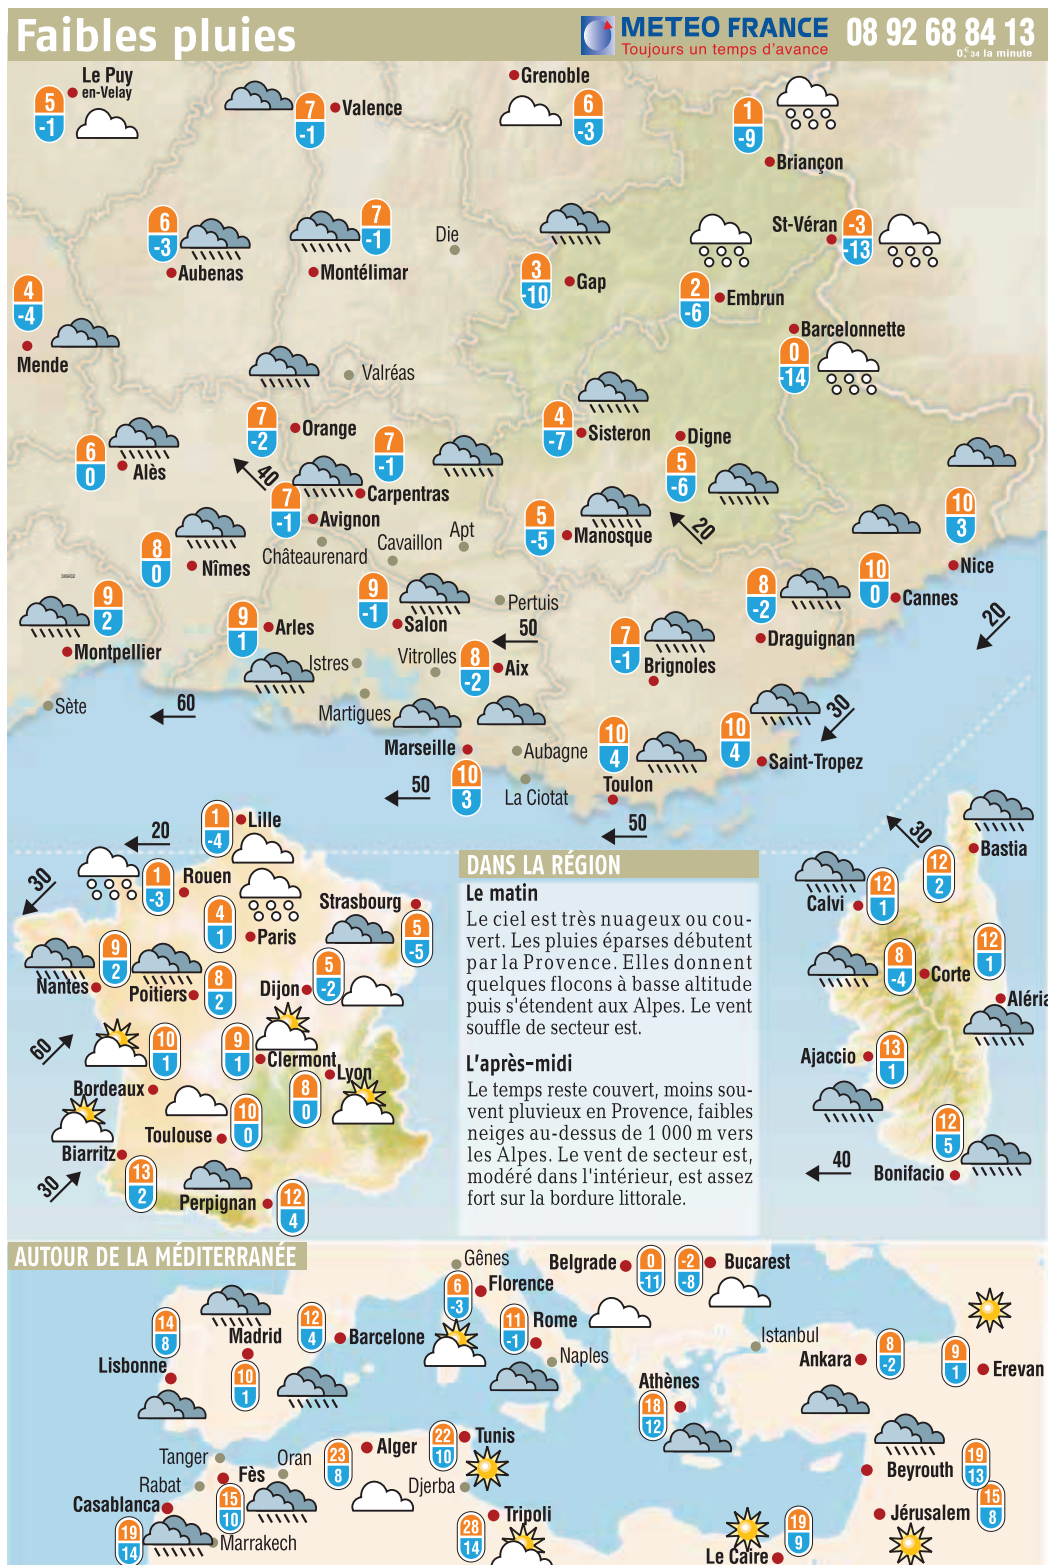 Faibles pluies
METEO FRANCE
Toujours un temps d'avance
08 92 68 84 13
0,€ 34 la minute
Le Puy
en-Velay
5
-1
7
-1
Valence
Grenoble
6
-3
1
-9
Briançon
6
-3
Aubenas
7
-1
Montélimar
Die
St-Véran
-3
-13
3
-10
Gap
2
-6
Embrun
4
-4
Mende
Barcelonnette
0
-14
Valréas
7
-2
Orange
7
-1
Carpentras
4
-7
Sisteron
Digne
5
-6
6
0
Alès
40
7
-1
Avignon
Châteaurenard
Cavaillon
Apt
5
-5
Manosque
20
10
3
Nice
8
0
Nîmes
10
0
Cannes
9
2
Montpellier
9
1
Arles
9
-1
Salon
Pertuis
50
8
-2
Draguignan
20
7
-1
Brignoles
Istres
Vitrolles
8
-2
Aix
Sète
60
Martigues
Marseille
10
3
Aubagne
La Ciotat
50
10
4
Toulon
10
4
Saint-Tropez
30
50
1
-4
Lille
20
30
1
-3
Rouen
4
1
Paris
Strasbourg
5
-5
9
2
Nantes
Poitiers
8
2
Dijon
5
-2
60
10
1
Bordeaux
9
1
Clermont
Lyon
8
0
Toulouse
10
0
Biarritz
13
2
30
Perpignan
12
4
DANS LA RÉGION
Le matin
Le ciel est très nuageux ou cou-
vert. Les pluies éparses débutent
par la Provence. Elles donnent
quelques flocons à basse altitude
puis s'étendent aux Alpes. Le vent
souffle de secteur est.
L'après-midi
Le temps reste couvert, moins sou-
vent pluvieux en Provence, faibles
neiges au-dessus de 1 000 m vers
les Alpes. Le vent de secteur est,
modéré dans l'intérieur, est assez
fort sur la bordure littorale.
30
Bastia
12
2
Calvi
12
1
8
-4
Corte
12
1
Aléria
Ajaccio
13
1
12
5
Bonifacio
40
AUTOUR DE LA MÉDITERRANÉE
Gênes
6
-3
Florence
Belgrade
0
-11
-2
-8
Bucarest
14
8
Lisbonne
Madrid
10
1
12
4
Barcelone
11
-1
Rome
Naples
Istanbul
Ankara
8
-2
9
1
Erevan
Athènes
18
12
Tanger
Rabat
Fès
15
10
Oran
23
8
Alger
22
10
Tunis
Djerba
Beyrouth
19
13
Casablanca
19
14
Marrakech
28
14
Tripoli
Le Caire
19
9
Jérusalem
15
8